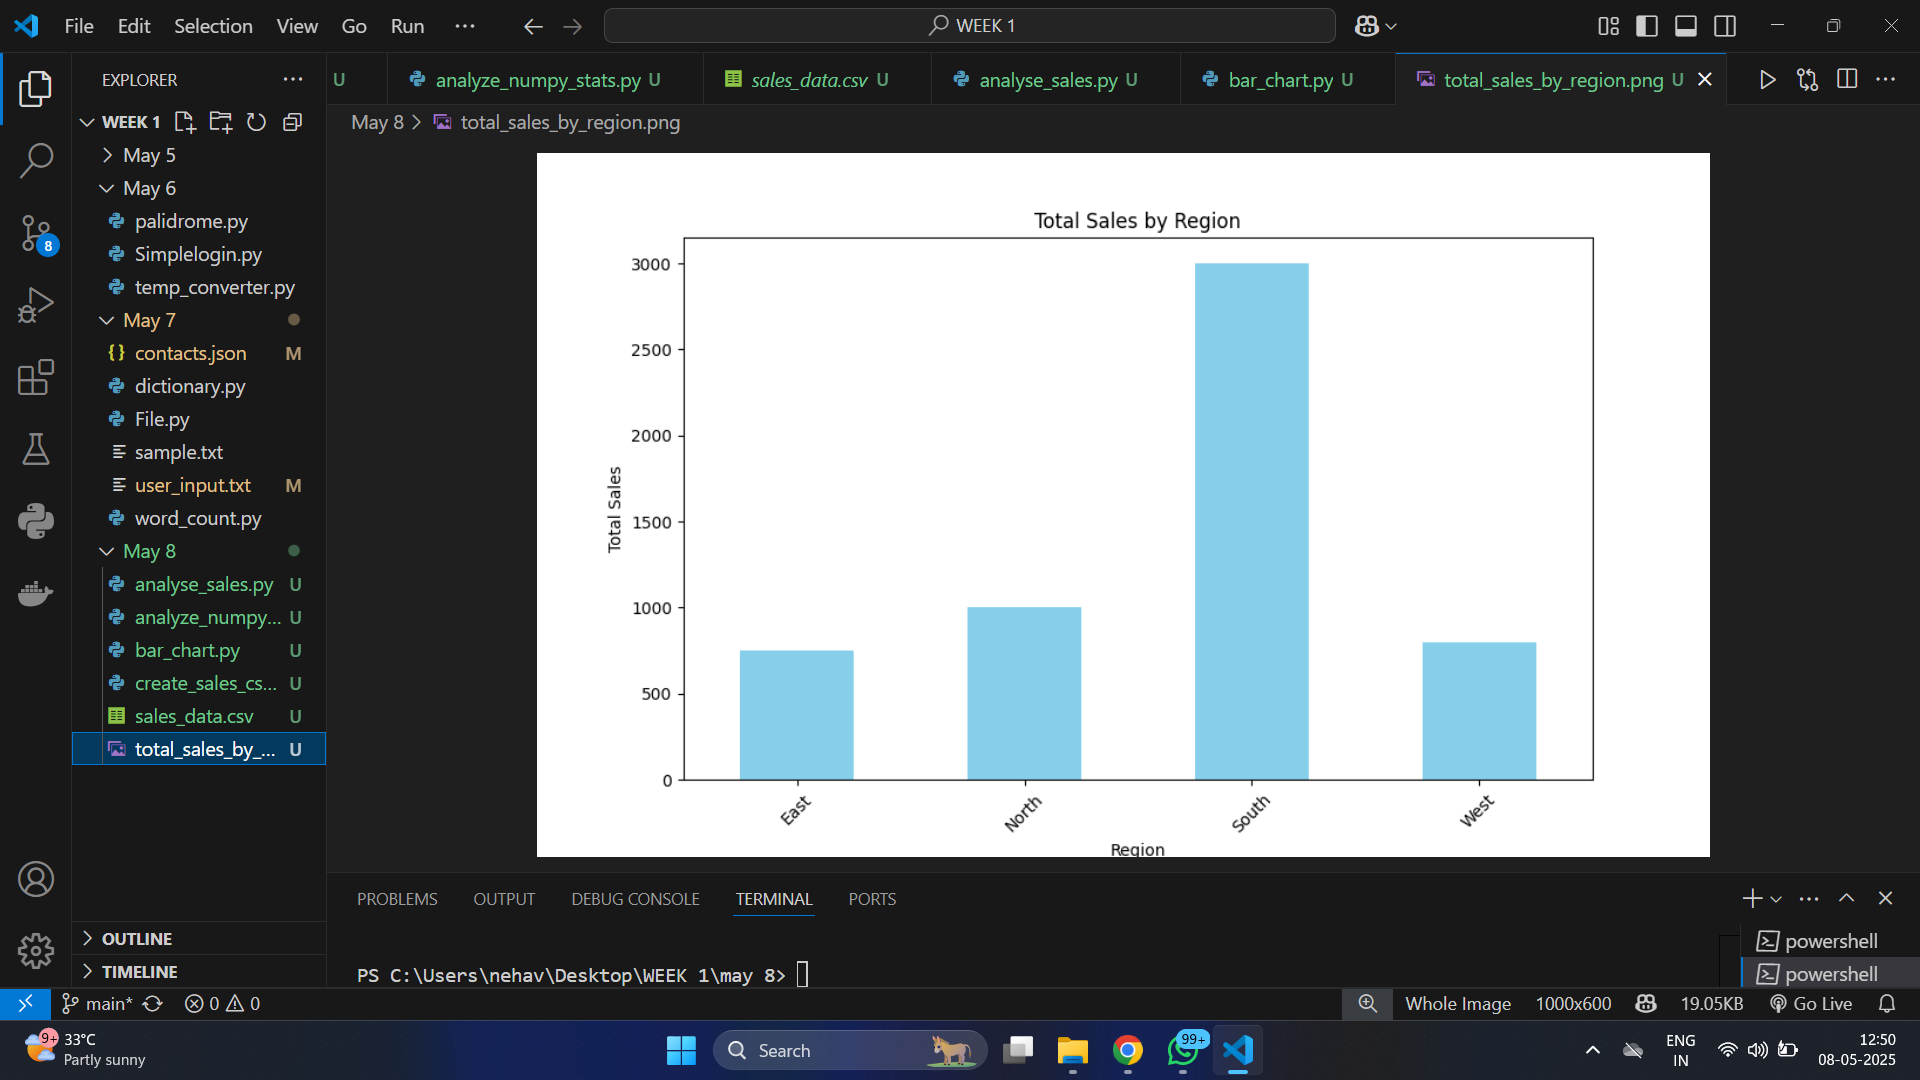 File Edit Selection View Go Run ···
WEEK 1
EXPLORER ···
WEEK 1
May 5
May 6
palidrome.py
Simplelogin.py
temp_converter.py
May 7
contacts.json M
dictionary.py
File.py
sample.txt
user_input.txt M
word_count.py
May 8
analyse_sales.py U
analyze_numpy... U
bar_chart.py U
create_sales_cs... U
sales_data.csv U
total_sales_by_... U
OUTLINE
TIMELINE
8
U analyze_numpy_stats.py U sales_data.csv U analyse_sales.py U bar_chart.py U total_sales_by_region.png U
May 8 > total_sales_by_region.png
Total Sales by Region
3000
2500
2000
1500
1000
500
0
Total Sales
East North South West
Region
PROBLEMS OUTPUT DEBUG CONSOLE TERMINAL PORTS
PS C:\Users\nehav\Desktop\WEEK 1\may 8>
powershell
powershell
main* 0 0 Whole Image 1000x600 19.05KB Go Live
9+ 33°C
Partly sunny
Search
99+
ENG
IN
12:50
08-05-2025